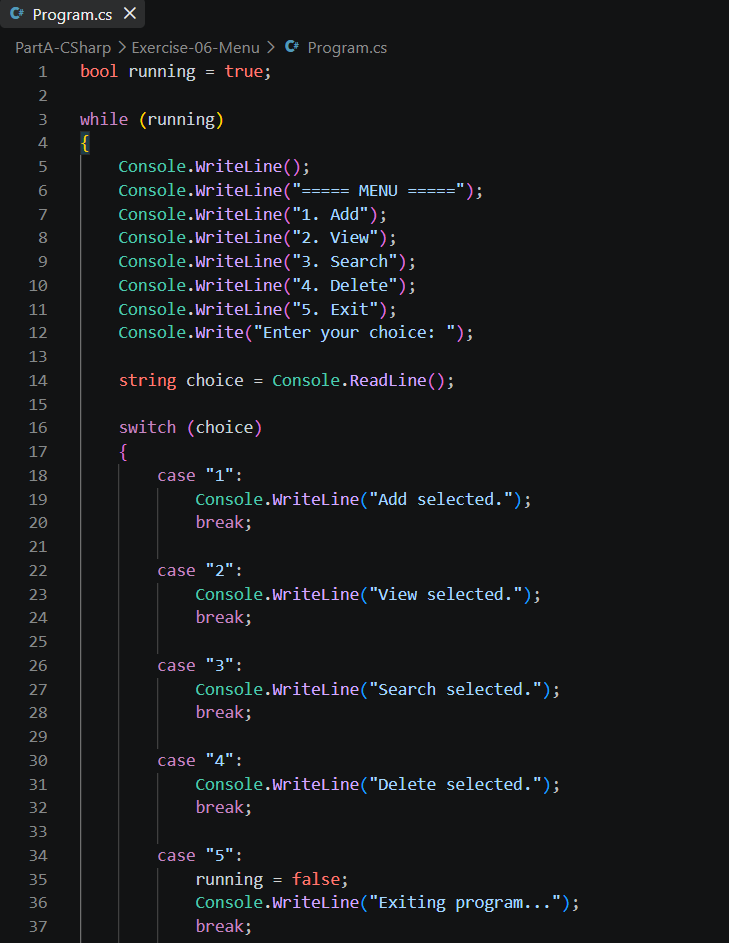 C# Program.cs ×
PartA-CSharp > Exercise-06-Menu > C# Program.cs
1 bool running = true;
2
3 while (running)
4 {
5     Console.WriteLine();
6     Console.WriteLine("===== MENU =====");
7     Console.WriteLine("1. Add");
8     Console.WriteLine("2. View");
9     Console.WriteLine("3. Search");
10     Console.WriteLine("4. Delete");
11     Console.WriteLine("5. Exit");
12     Console.Write("Enter your choice: ");
13
14     string choice = Console.ReadLine();
15
16     switch (choice)
17     {
18         case "1":
19             Console.WriteLine("Add selected.");
20             break;
21
22         case "2":
23             Console.WriteLine("View selected.");
24             break;
25
26         case "3":
27             Console.WriteLine("Search selected.");
28             break;
29
30         case "4":
31             Console.WriteLine("Delete selected.");
32             break;
33
34         case "5":
35             running = false;
36             Console.WriteLine("Exiting program...");
37             break;